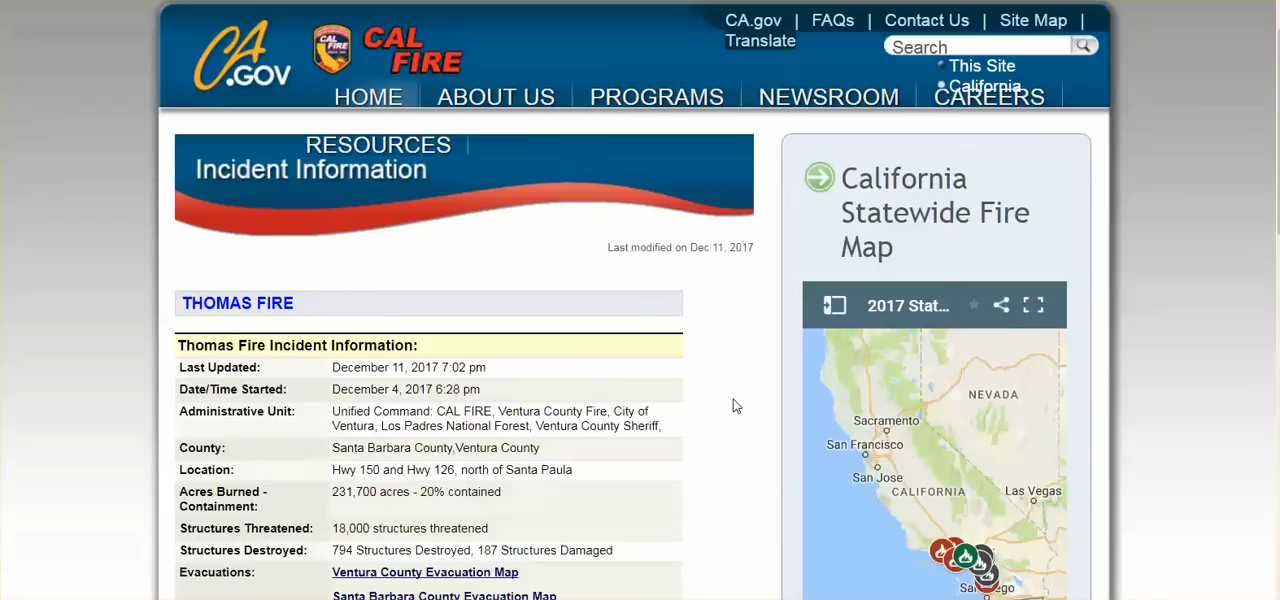 CA.gov | FAQs | Contact Us | Site Map |
Translate
CA
.GOV
CAL FIRE
CAL
FIRE
Search
This Site
California
HOME ABOUT US PROGRAMS NEWSROOM CAREERS
RESOURCES
Incident Information
Last modified on Dec 11, 2017
THOMAS FIRE
Thomas Fire Incident Information:
Last Updated: December 11, 2017 7:02 pm
Date/Time Started: December 4, 2017 6:28 pm
Administrative Unit: Unified Command: CAL FIRE, Ventura County Fire, City of
Ventura, Los Padres National Forest, Ventura County Sheriff,
County: Santa Barbara County,Ventura County
Location: Hwy 150 and Hwy 126, north of Santa Paula
Acres Burned - 231,700 acres - 20% contained
Containment:
Structures Threatened: 18,000 structures threatened
Structures Destroyed: 794 Structures Destroyed, 187 Structures Damaged
Evacuations: Ventura County Evacuation Map
Santa Barbara County Evacuation Map
California
Statewide Fire
Map
2017 Stat...
NEVADA
Sacramento
San Francisco
San Jose
CALIFORNIA
Las Vegas